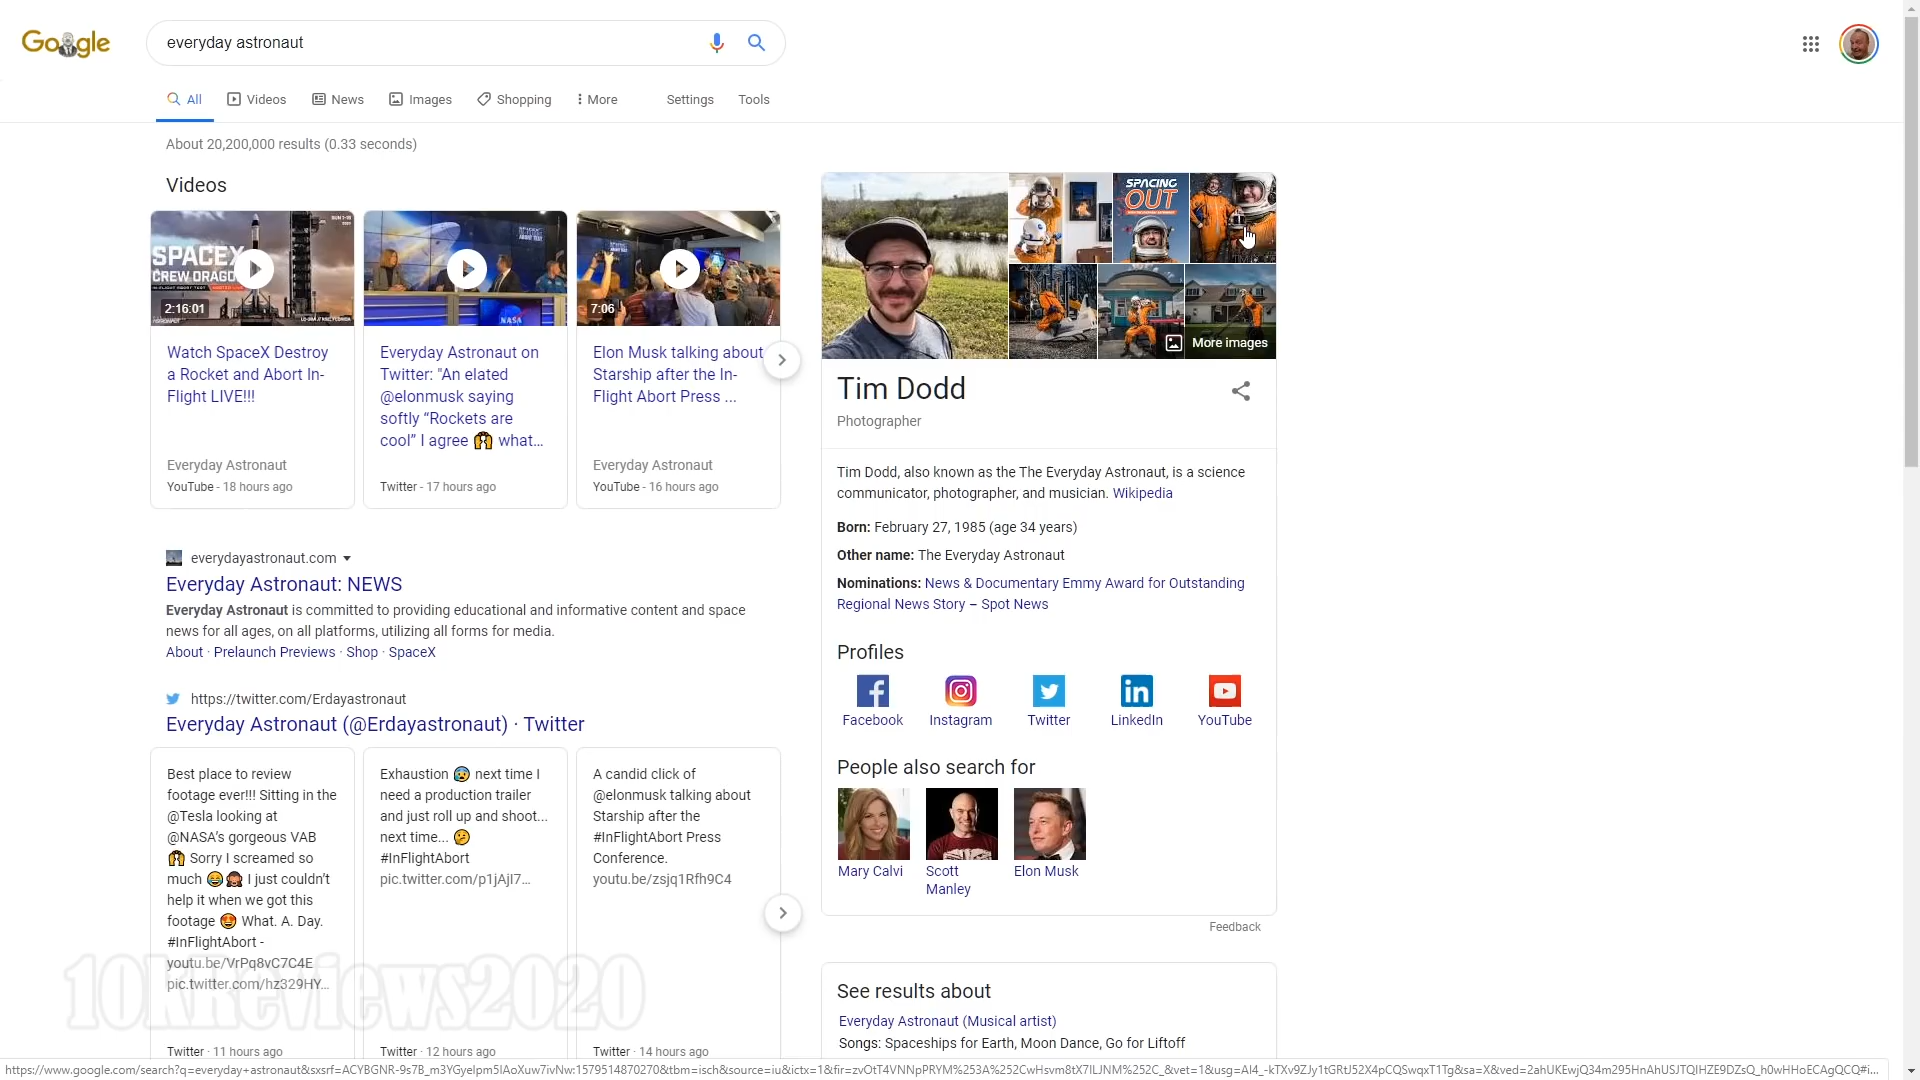 Google
everyday astronaut
All
Videos
News
Images
Shopping
More
Settings
Tools
About 20,200,000 results (0.33 seconds)
Videos
SPACEX
CREW DRAGO
2:16:01
Watch SpaceX Destroy
a Rocket and Abort In-
Flight LIVE!!!
Everyday Astronaut
YouTube - 18 hours ago
NASA
Everyday Astronaut on
Twitter: "An elated
@elonmusk saying
softly “Rockets are
cool” I agree 🙌 what...
Twitter - 17 hours ago
7:06
Elon Musk talking about
Starship after the In-
Flight Abort Press ...
Everyday Astronaut
YouTube - 16 hours ago
everydayastronaut.com
Everyday Astronaut: NEWS
Everyday Astronaut is committed to providing educational and informative content and space
news for all ages, on all platforms, utilizing all forms for media.
About · Prelaunch Previews · Shop · SpaceX
https://twitter.com/Erdayastronaut
Everyday Astronaut (@Erdayastronaut) · Twitter
Best place to review
footage ever!!! Sitting in the
@Tesla looking at
@NASA’s gorgeous VAB
🙌 Sorry I screamed so
much 😂🙈 I just couldn’t
help it when we got this
footage 🤩 What. A. Day.
#InFlightAbort -
youtu.be/VrPq8vC7C4E
pic.twitter.com/hz329HY...
Twitter · 11 hours ago
Exhaustion 😰 next time I
need a production trailer
and just roll up and shoot...
next time... 🤔
#InFlightAbort
pic.twitter.com/p1jAjI7...
Twitter · 12 hours ago
A candid click of
@elonmusk talking about
Starship after the
#InFlightAbort Press
Conference.
youtu.be/zsjq1Rfh9C4
Twitter · 14 hours ago
10kReviews2020
SPACING
OUT
More images
Tim Dodd
Photographer
Tim Dodd, also known as the The Everyday Astronaut, is a science
communicator, photographer, and musician. Wikipedia
Born: February 27, 1985 (age 34 years)
Other name: The Everyday Astronaut
Nominations: News & Documentary Emmy Award for Outstanding
Regional News Story – Spot News
Profiles
Facebook
Instagram
Twitter
LinkedIn
YouTube
People also search for
Mary Calvi
Scott
Manley
Elon Musk
Feedback
See results about
Everyday Astronaut (Musical artist)
Songs: Spaceships for Earth, Moon Dance, Go for Liftoff